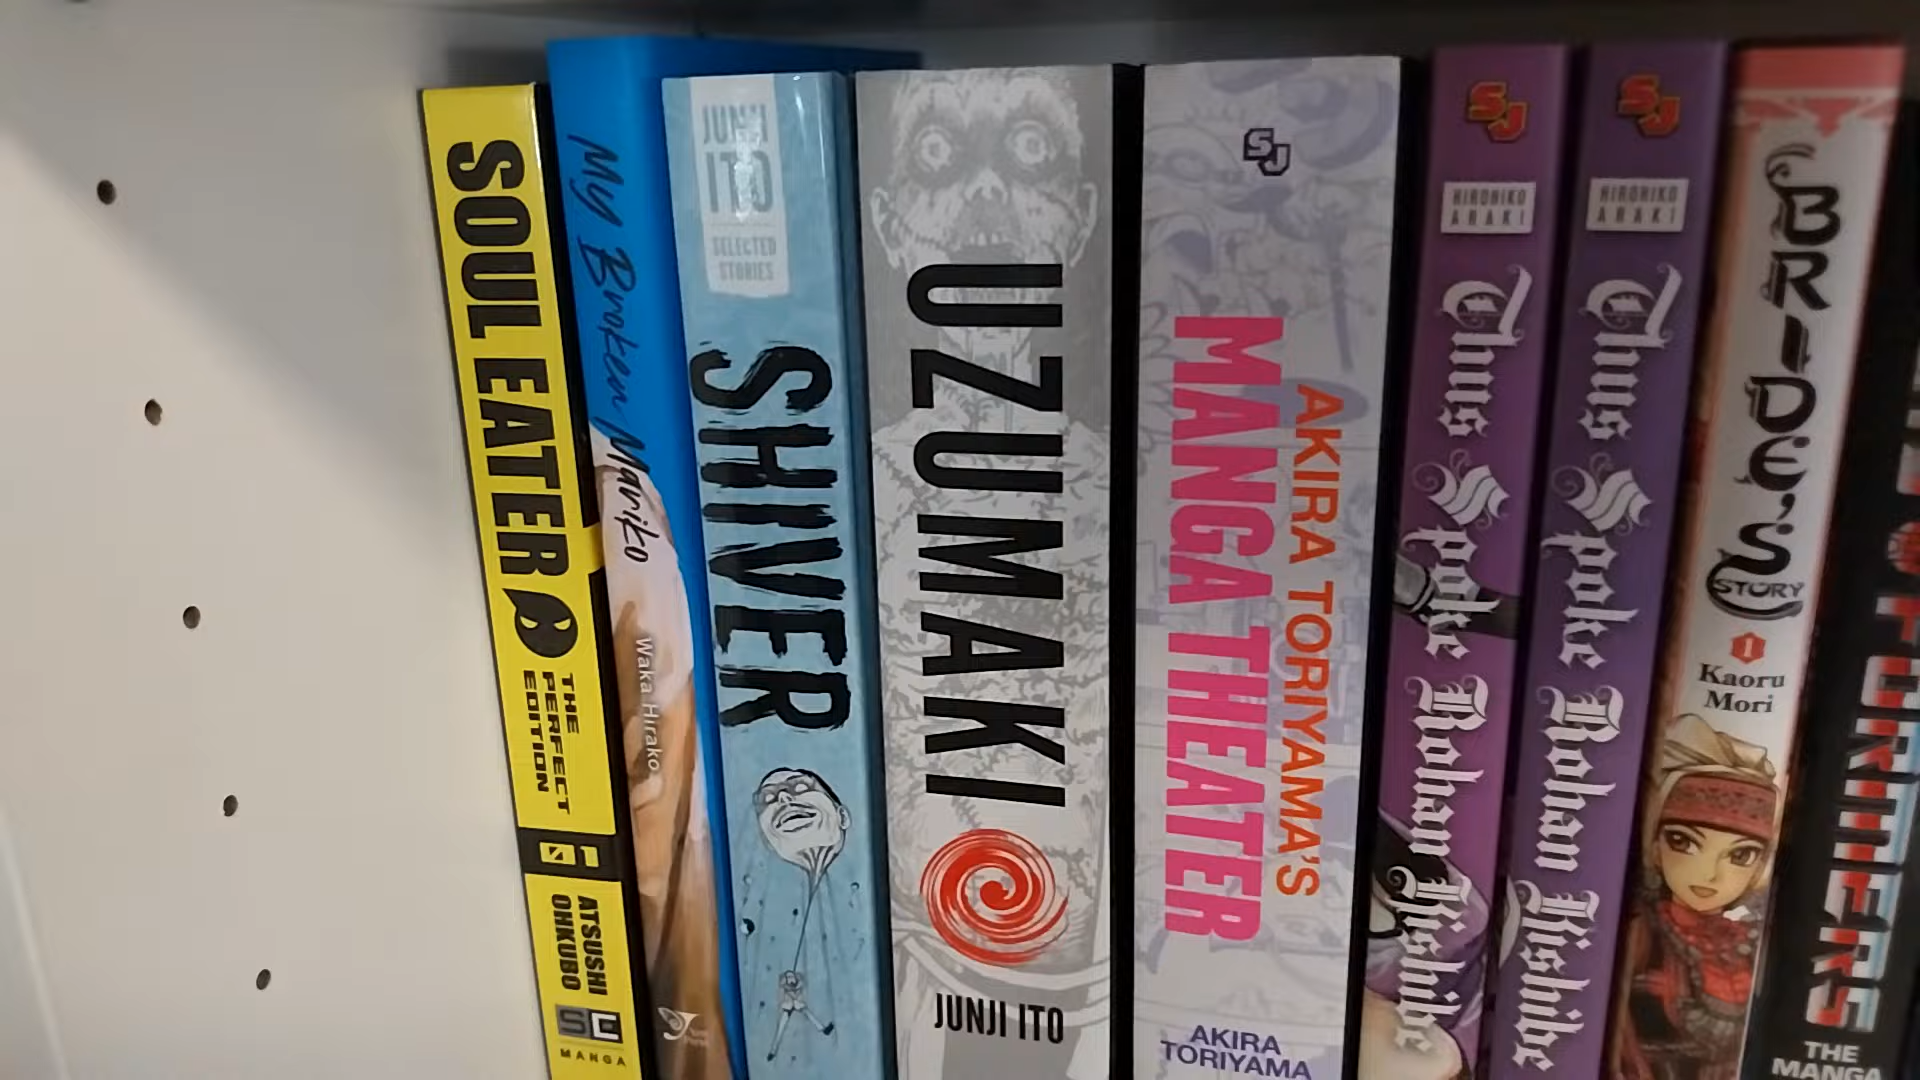 SOUL EATER
THE
PERFECT
EDITION
01
ATSUSHI
OHKUBO
MANGA
My Broken Mariko
Waka Hirako
JUNJI
ITO
SELECTED
STORIES
SHIVER
UZUMAKI
JUNJI ITO
SJ
AKIRA TORIYAMA'S
MANGA THEATER
AKIRA
TORIYAMA
SJ
HIROHIKO
ARAKI
Thus Spoke Rohan Kishibe
SJ
HIROHIKO
ARAKI
Thus Spoke Rohan Kishibe
BRIDE'S
STORY
1
Kaoru
Mori
THE
MANGA